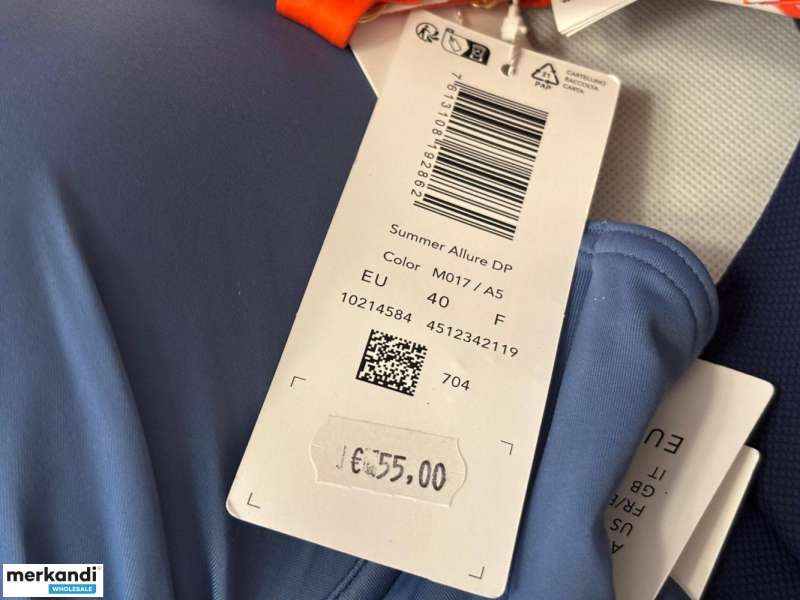 21
PAP
CARTELLINO
RACCOLTA
CARTA
7613108192862
Summer Allure DP
Color M017 / A5
EU 40 F
10214584 4512342119
704
€ 55,00
EU
IT
GB
US
merkandi
WHOLESALE